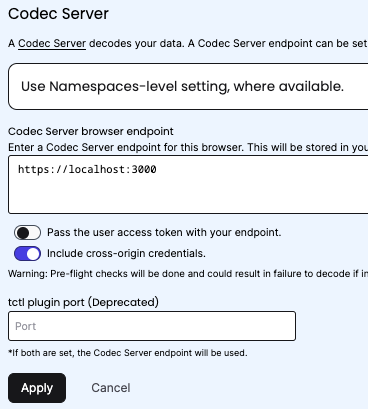 Codec Server
A Codec Server decodes your data. A Codec Server endpoint can be set
Use Namespaces-level setting, where available.
Codec Server browser endpoint
Enter a Codec Server endpoint for this browser. This will be stored in you
https://localhost:3000
Pass the user access token with your endpoint.
Include cross-origin credentials.
Warning: Pre-flight checks will be done and could result in failure to decode if in
tctl plugin port (Deprecated)
Port
*If both are set, the Codec Server endpoint will be used.
Apply Cancel